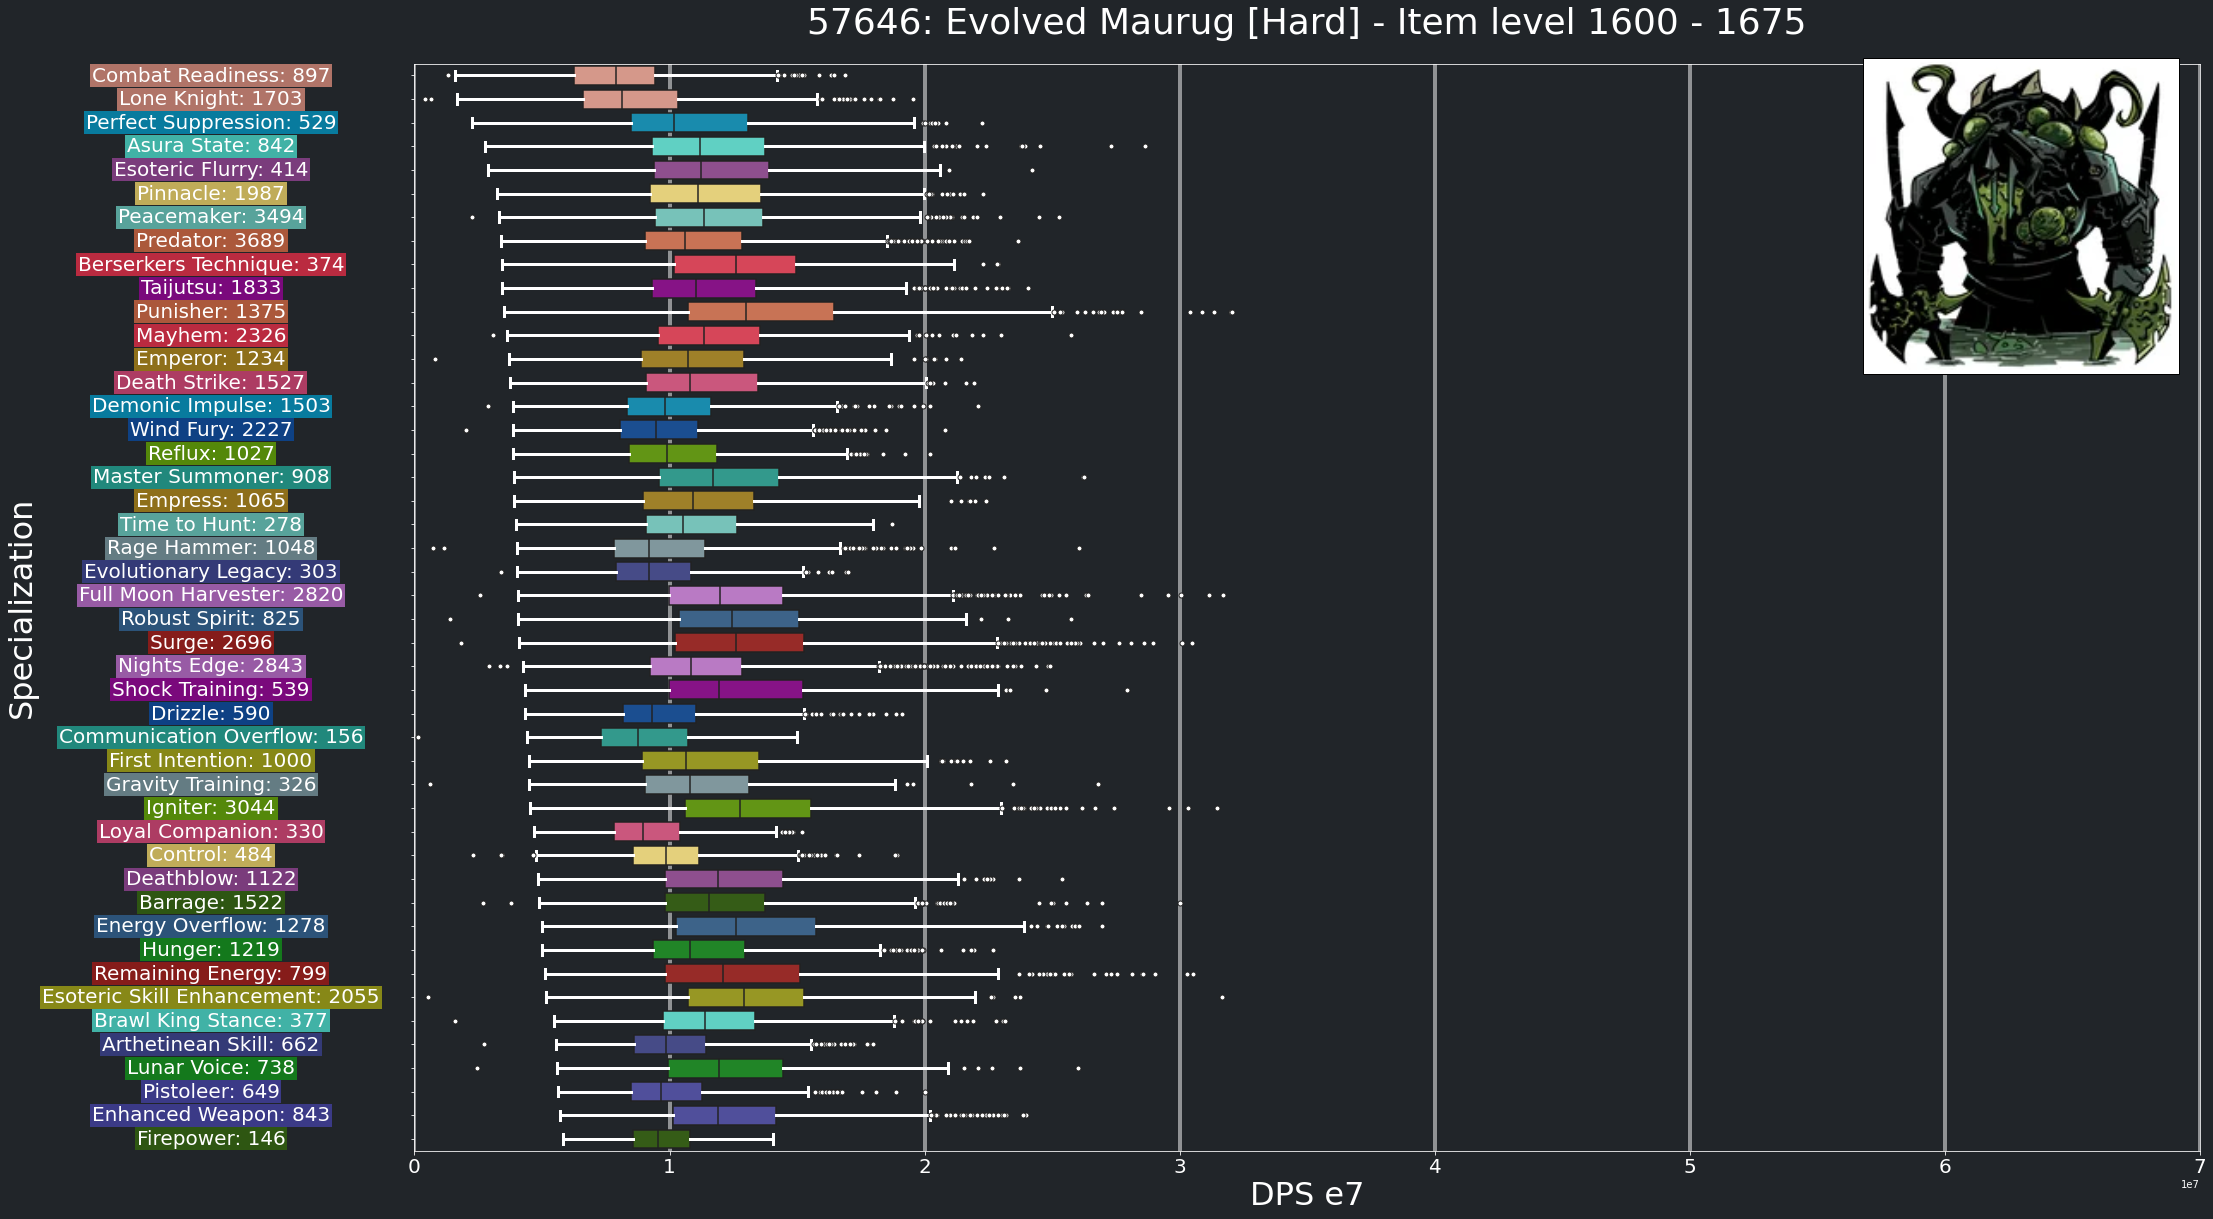 57646: Evolved Maurug [Hard] - Item level 1600 - 1675
Combat Readiness: 897
Lone Knight: 1703
Perfect Suppression: 529
Asura State: 842
Esoteric Flurry: 414
Pinnacle: 1987
Peacemaker: 3494
Predator: 3689
Berserkers Technique: 374
Taijutsu: 1833
Punisher: 1375
Mayhem: 2326
Emperor: 1234
Death Strike: 1527
Demonic Impulse: 1503
Wind Fury: 2227
Reflux: 1027
Master Summoner: 908
Empress: 1065
Time to Hunt: 278
Rage Hammer: 1048
Evolutionary Legacy: 303
Full Moon Harvester: 2820
Robust Spirit: 825
Surge: 2696
Nights Edge: 2843
Shock Training: 539
Drizzle: 590
Communication Overflow: 156
First Intention: 1000
Gravity Training: 326
Igniter: 3044
Loyal Companion: 330
Control: 484
Deathblow: 1122
Barrage: 1522
Energy Overflow: 1278
Hunger: 1219
Remaining Energy: 799
Esoteric Skill Enhancement: 2055
Brawl King Stance: 377
Arthetinean Skill: 662
Lunar Voice: 738
Pistoleer: 649
Enhanced Weapon: 843
Firepower: 146
Specialization
0 1 2 3 4 5 6 7
DPS e7
1e7